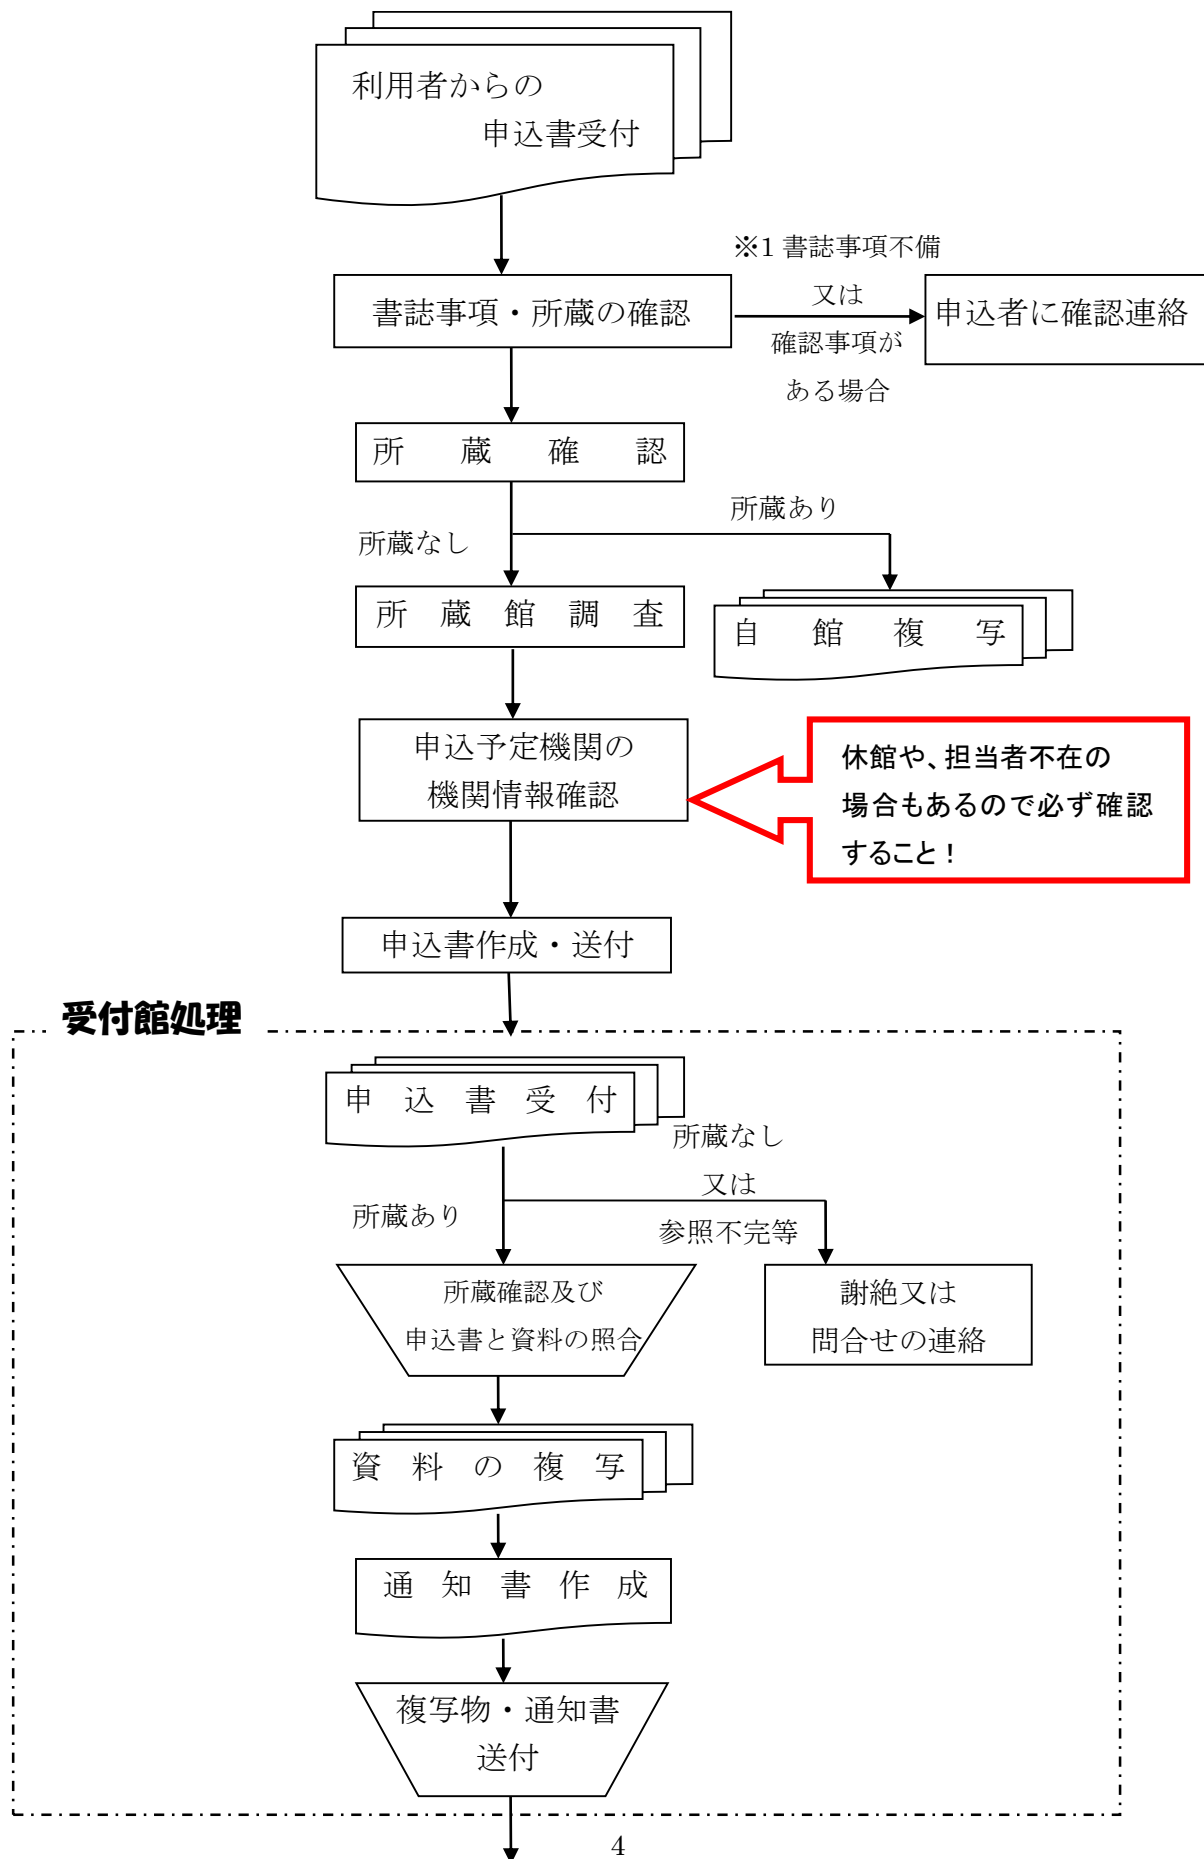 利用者からの
申込書受付
※1 書誌事項不備
又は
確認事項が
ある場合
書誌事項・所蔵の確認
申込者に確認連絡
所蔵確認
所蔵あり
所蔵なし
所蔵館調査
自館複写
申込予定機関の
機関情報確認
休館や、担当者不在の
場合もあるので必ず確認
すること！
申込書作成・送付
受付館処理
申込書受付
所蔵なし
又は
参照不完等
所蔵あり
所蔵確認及び
申込書と資料の照合
謝絶又は
問合せの連絡
資料の複写
通知書作成
複写物・通知書
送付
4